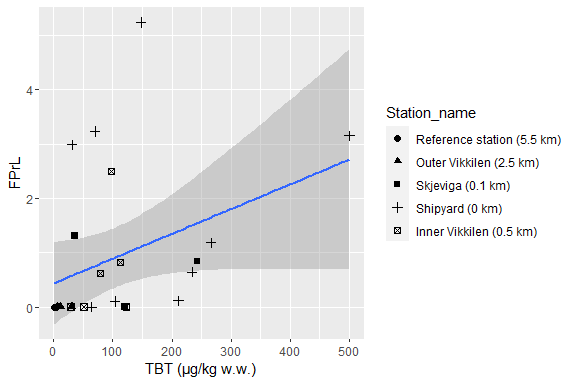 4
2
0
FPrL
0
100
200
300
400
500
TBT (µg/kg w.w.)
Station_name
Reference station (5.5 km)
Outer Vikkilen (2.5 km)
Skjeviga (0.1 km)
Shipyard (0 km)
Inner Vikkilen (0.5 km)